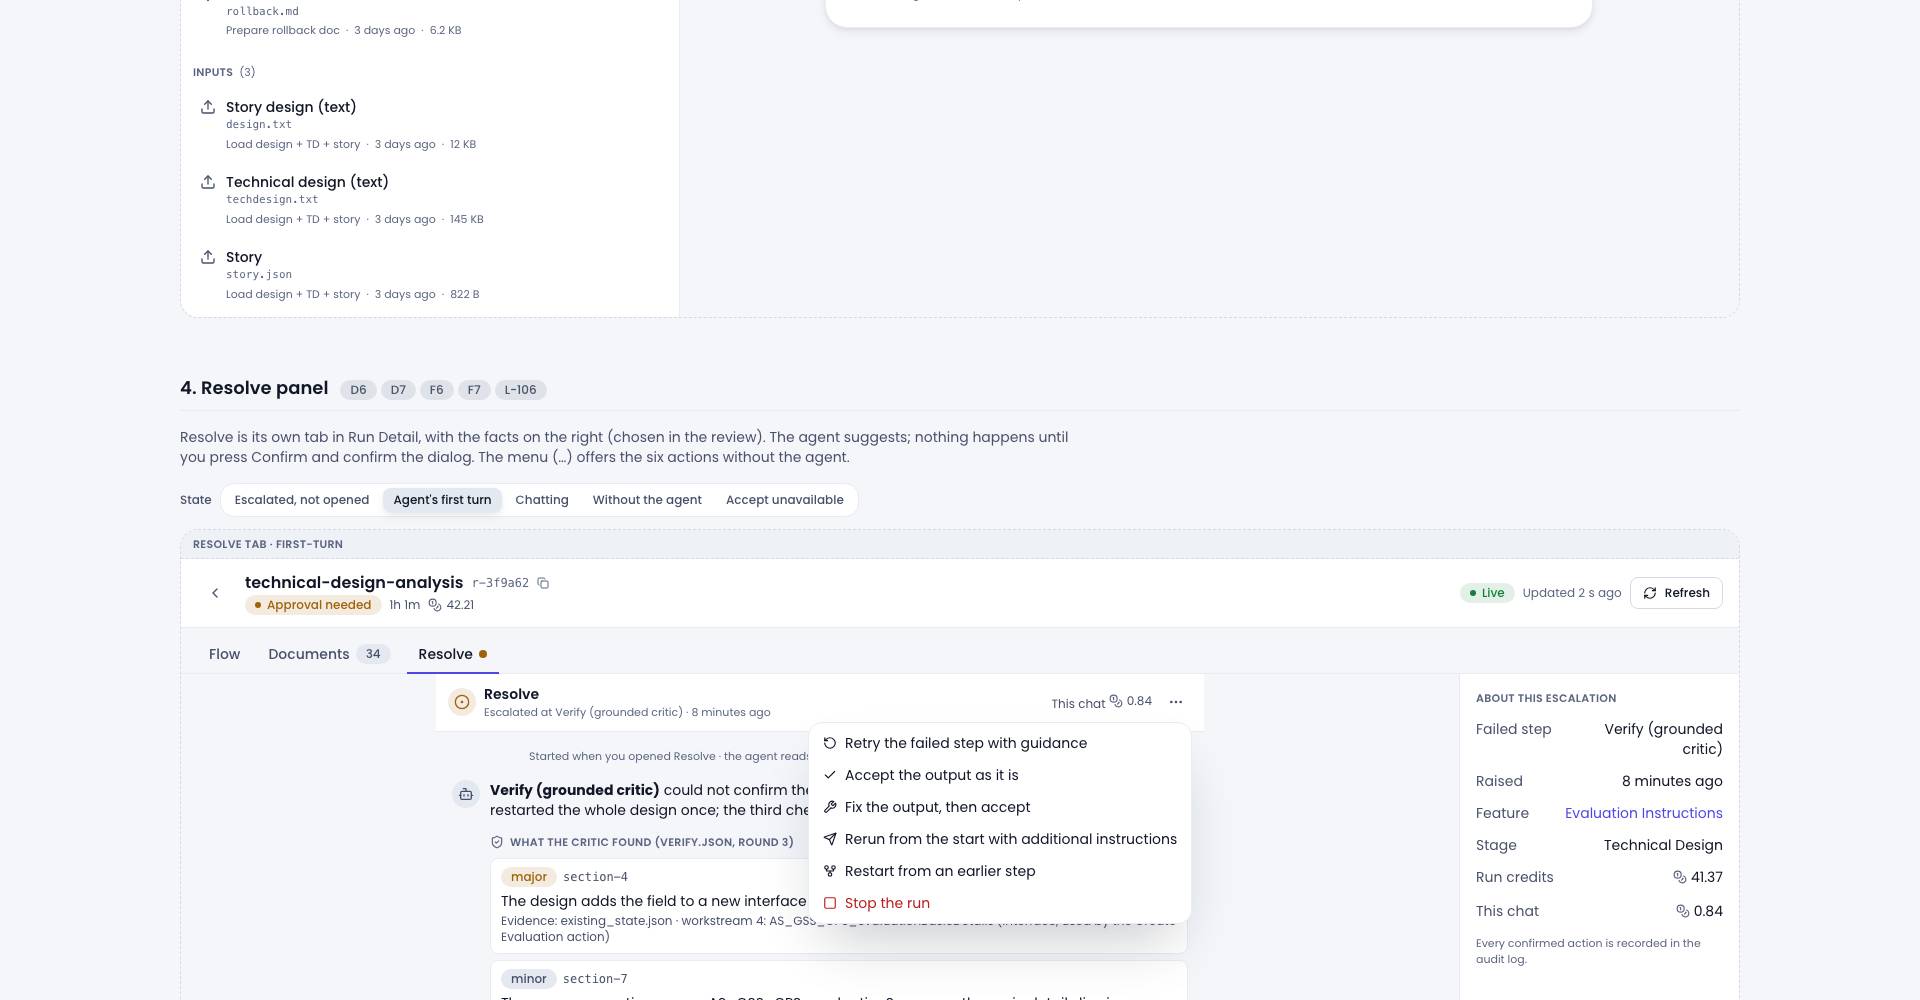 rollback.md
Prepare rollback doc · 3 days ago · 6.2 KB
INPUTS (3)
Story design (text)
design.txt
Load design + TD + story · 3 days ago · 12 KB
Technical design (text)
techdesign.txt
Load design + TD + story · 3 days ago · 145 KB
Story
story.json
Load design + TD + story · 3 days ago · 822 B
4. Resolve panel D6 D7 F6 F7 L-106
Resolve is its own tab in Run Detail, with the facts on the right (chosen in the review). The agent suggests; nothing happens until
you press Confirm and confirm the dialog. The menu (…) offers the six actions without the agent.
State Escalated, not opened Agent's first turn Chatting Without the agent Accept unavailable
RESOLVE TAB · FIRST-TURN
technical-design-analysis r-3f9a62
Approval needed 1h 1m 42.21
Live Updated 2 s ago Refresh
Flow Documents 34 Resolve
Resolve
Escalated at Verify (grounded critic) · 8 minutes ago
This chat 0.84 ···
Started when you opened Resolve · the agent reads
Verify (grounded critic) could not confirm the
restarted the whole design once; the third che
WHAT THE CRITIC FOUND (VERIFY.JSON, ROUND 3)
major section-4
The design adds the field to a new interface
Evidence: existing_state.json · workstream 4:
Evaluation action)
minor section-7
Retry the failed step with guidance
Accept the output as it is
Fix the output, then accept
Rerun from the start with additional instructions
Restart from an earlier step
Stop the run
ABOUT THIS ESCALATION
Failed step Verify (grounded
critic)
Raised 8 minutes ago
Feature Evaluation Instructions
Stage Technical Design
Run credits 41.37
This chat 0.84
Every confirmed action is recorded in the
audit log.